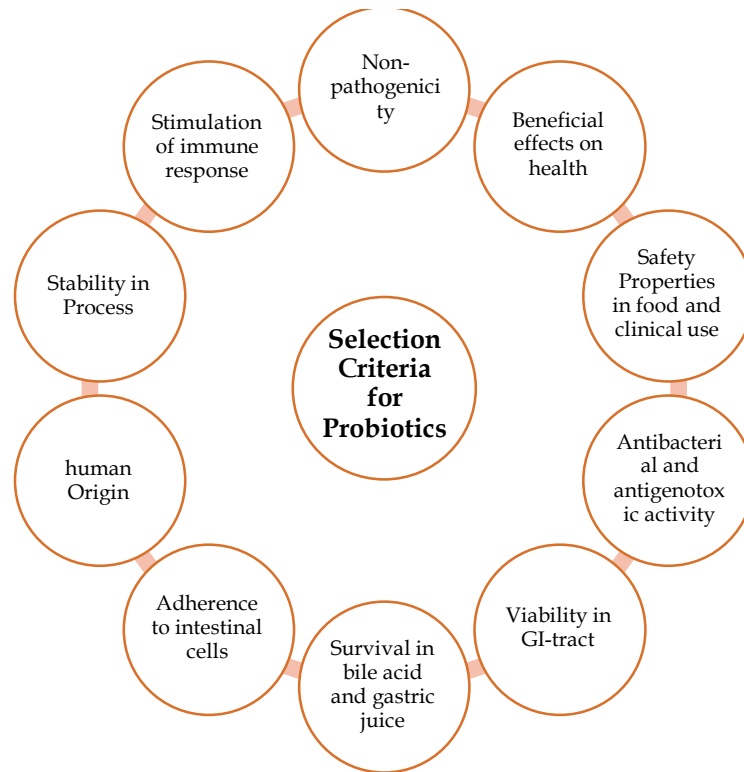 Non-
pathogenici
ty
Beneficial
effects on
health
Safety
Properties
in food and
clinical use
Antibacteri
al and
antigenotox
ic activity
Viability in
GI-tract
Survival in
bile acid
and gastric
juice
Adherence
to intestinal
cells
human
Origin
Stability in
Process
Stimulation
of immune
response
Selection
Criteria
for
Probiotics